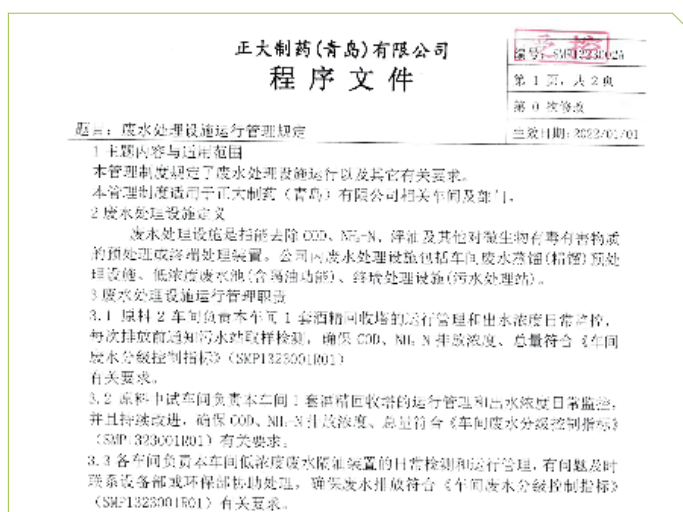 正大制药(青岛)有限公司
程序文件
受控
编号: SMP1323002
第 1 页, 共 2 页
第 0 次修改
生效日期: 2022/01/01
题目: 废水处理设施运行管理规定
1 主题内容与适用范围
本管理制度规定了废水处理设施运行以及其它有关要求。
本管理制度适用于正大制药(青岛)有限公司相关车间及部门。
2 废水处理设施定义
废水处理设施是指能去除 COD、NH₃-N、浮油及其他对微生物有毒有害物质
的预处理或终端处理装置。公司内废水处理设施包括车间废水蒸馏(精馏)预处
理设施、低浓度废水池(含隔油功能)、终端处理设施(污水处理站)。
3 废水处理设施运行管理职责
3.1 原料 2 车间负责本车间 1 套酒精回收塔的运行管理和出水浓度日常监控,
每次排放前通知污水站取样检测, 确保 COD、NH₃-N 排放浓度、总量符合《车间
废水分级控制指标》(SMP1323001R01)
有关要求。
3.2 原料中试车间负责本车间 1 套酒精回收塔的运行管理和出水浓度日常监控,
并且持续改进, 确保 COD、NH₃-N 排放浓度、总量符合《车间废水分级控制指标》
(SMP1323001R01) 有关要求。
3.3 各车间负责本车间低浓度废水隔油装置的日常检测和运行管理, 有问题及时
联系设备部或环保部协助处理, 确保废水排放符合《车间废水分级控制指标》
(SMP1323001R01) 有关要求。